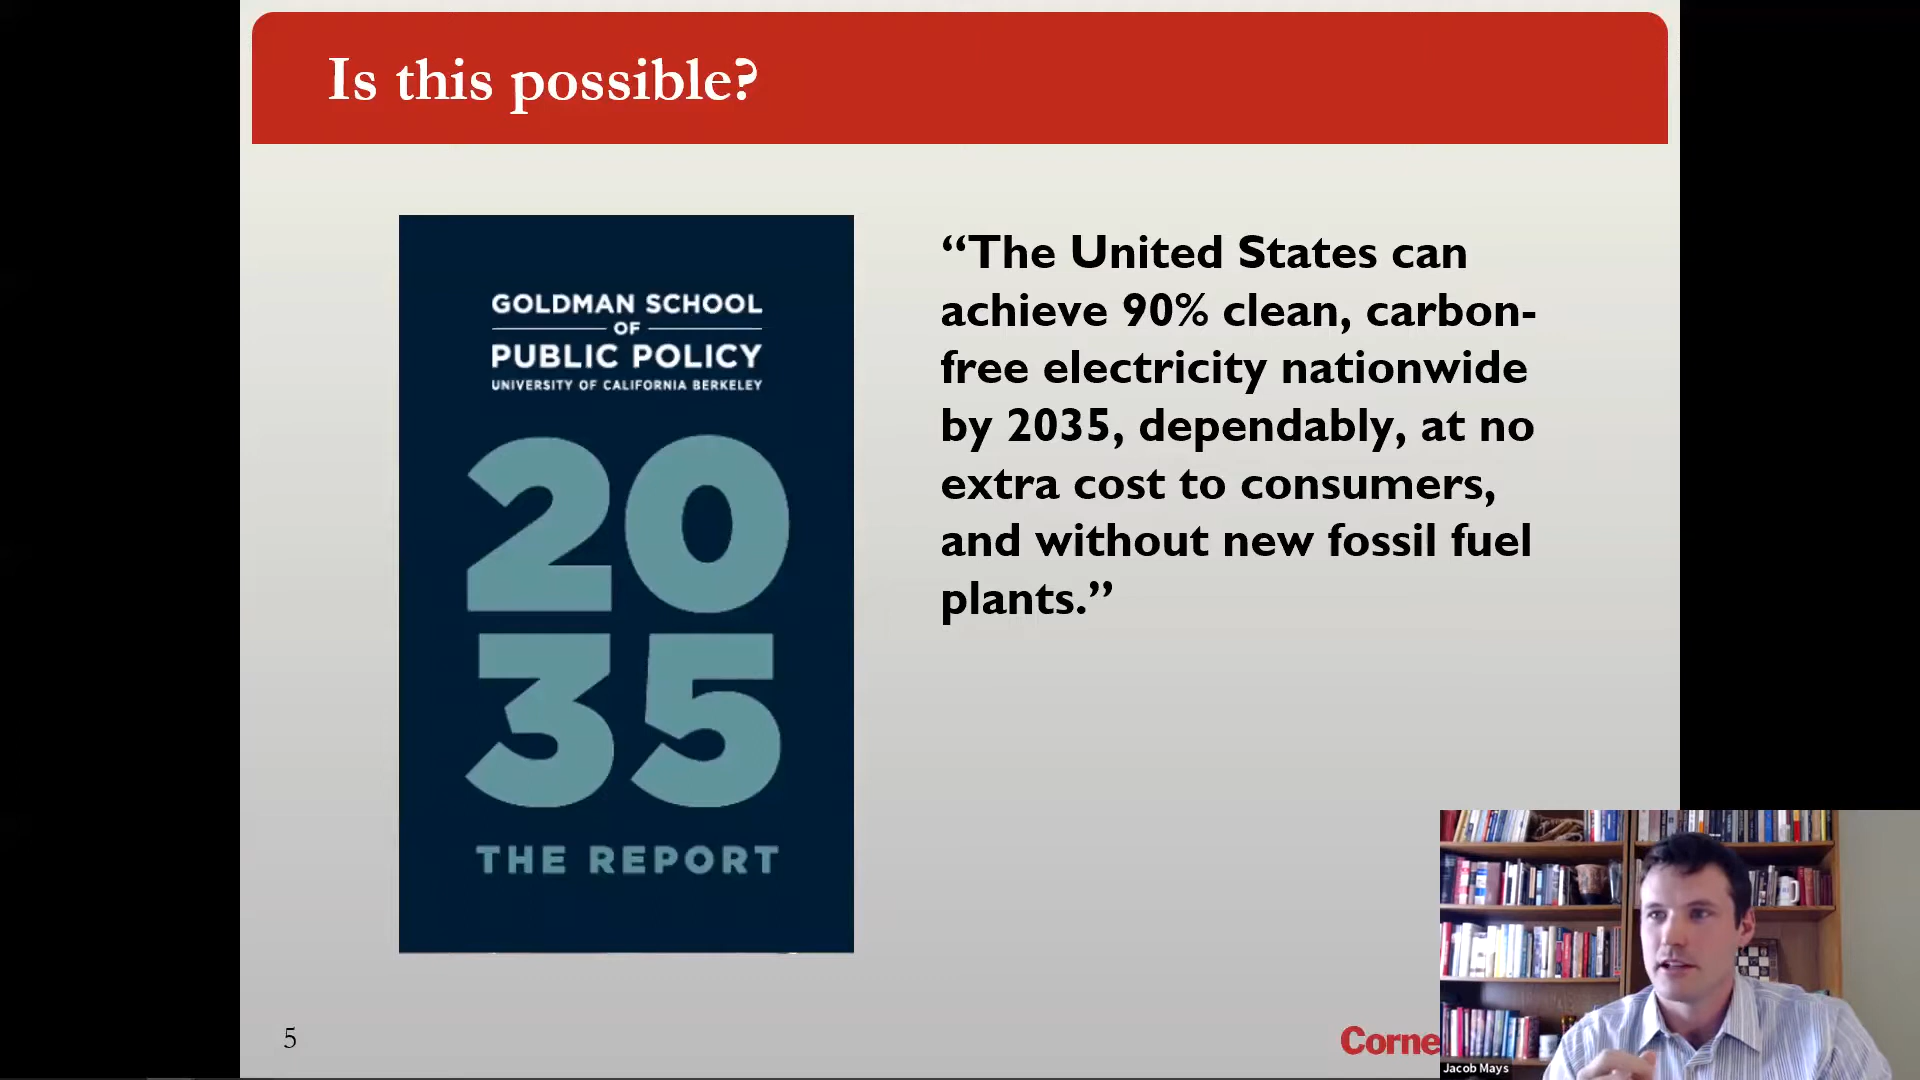 Is this possible?
GOLDMAN SCHOOL
OF
PUBLIC POLICY
UNIVERSITY OF CALIFORNIA BERKELEY
20
35
THE REPORT
“The United States can
achieve 90% clean, carbon-
free electricity nationwide
by 2035, dependably, at no
extra cost to consumers,
and without new fossil fuel
plants.”
5
Corne
Jacob Mays